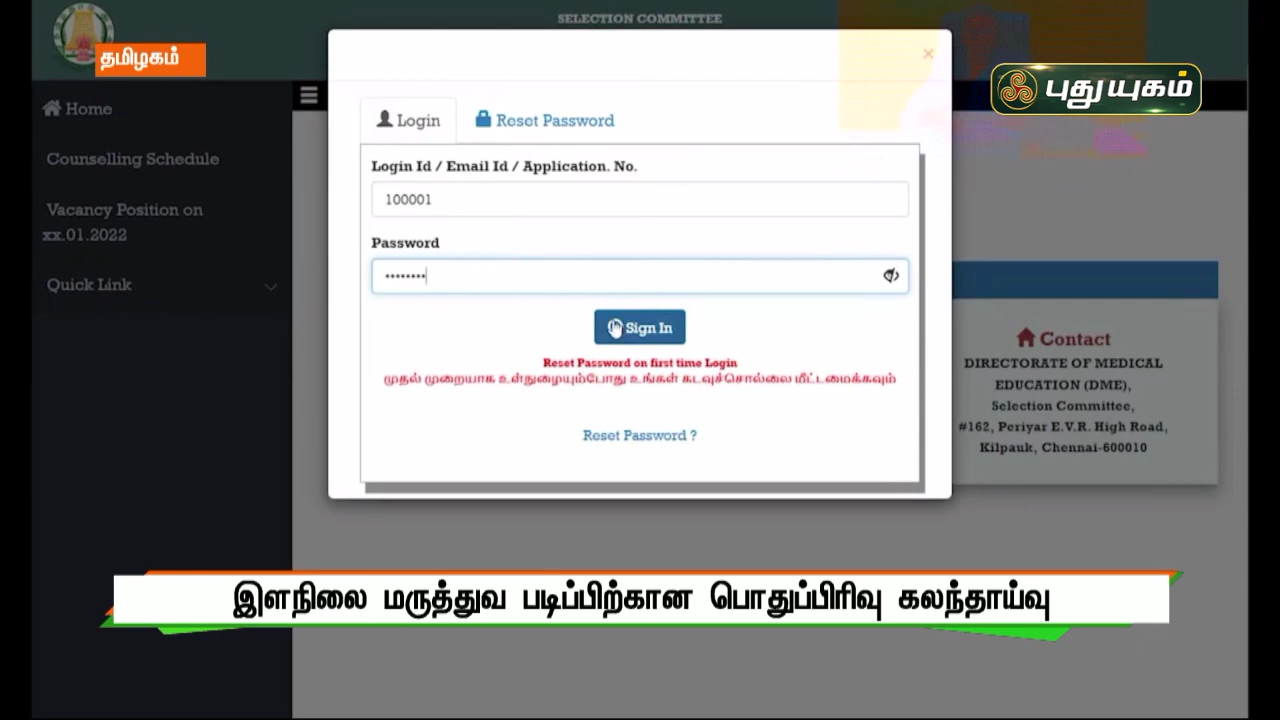 SELECTION COMMITTEE
தமிழகம்
புதுயுகம்
Home
Counselling Schedule
Vacancy Position on
xx.01.2022
Quick Link
×
Login
Reset Password
Login Id / Email Id / Application. No.
100001
Password
••••••••
Sign In
Reset Password on first time Login
முதல் முறையாக உள்நுழையும்போது உங்கள் கடவுச்சொல்லை மீட்டமைக்கவும்
Reset Password ?
Contact
DIRECTORATE OF MEDICAL
EDUCATION (DME),
Selection Committee,
#162, Periyar E.V.R. High Road,
Kilpauk, Chennai-600010
இளநிலை மருத்துவ படிப்பிற்கான பொதுப்பிரிவு கலந்தாய்வு